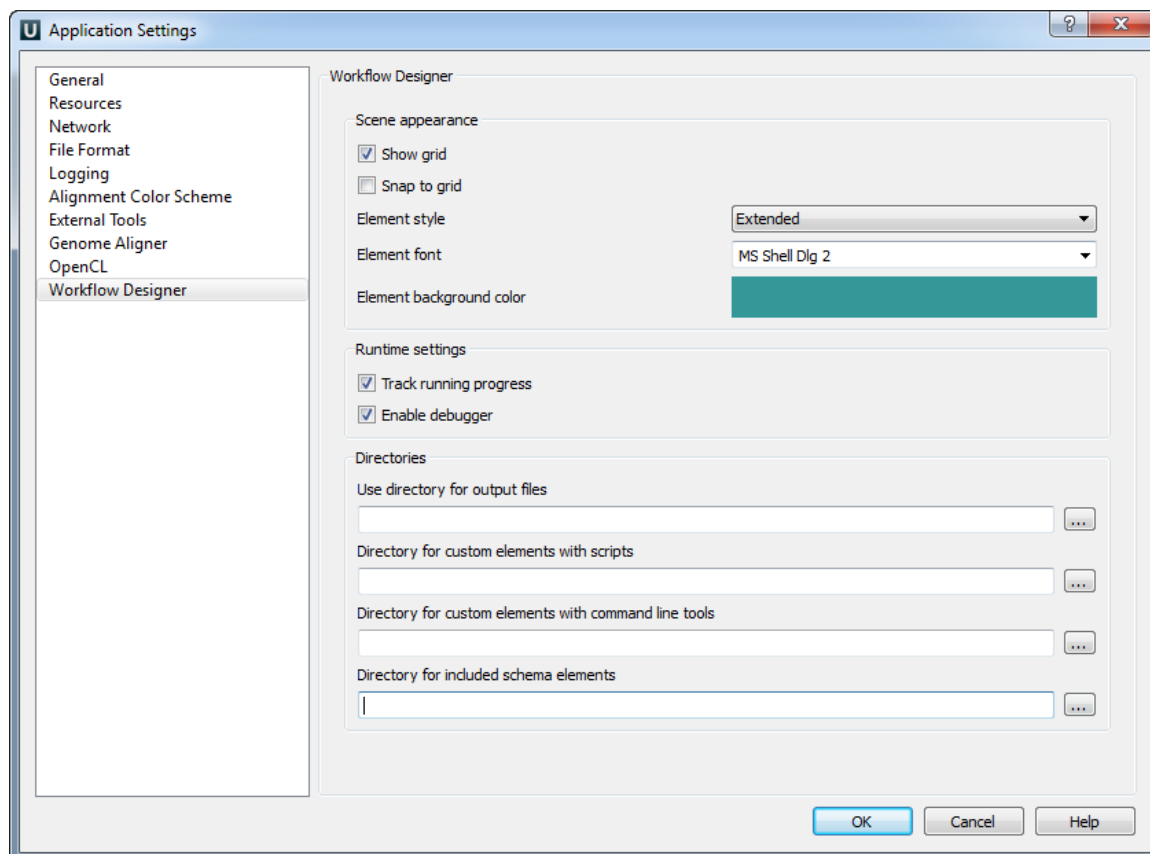 U Application Settings
General
Resources
Network
File Format
Logging
Alignment Color Scheme
External Tools
Genome Aligner
OpenCL
Workflow Designer
Workflow Designer
Scene appearance
Show grid
Snap to grid
Element style Extended
Element font MS Shell Dlg 2
Element background color
Runtime settings
Track running progress
Enable debugger
Directories
Use directory for output files
...
Directory for custom elements with scripts
...
Directory for custom elements with command line tools
...
Directory for included schema elements
...
OK Cancel Help